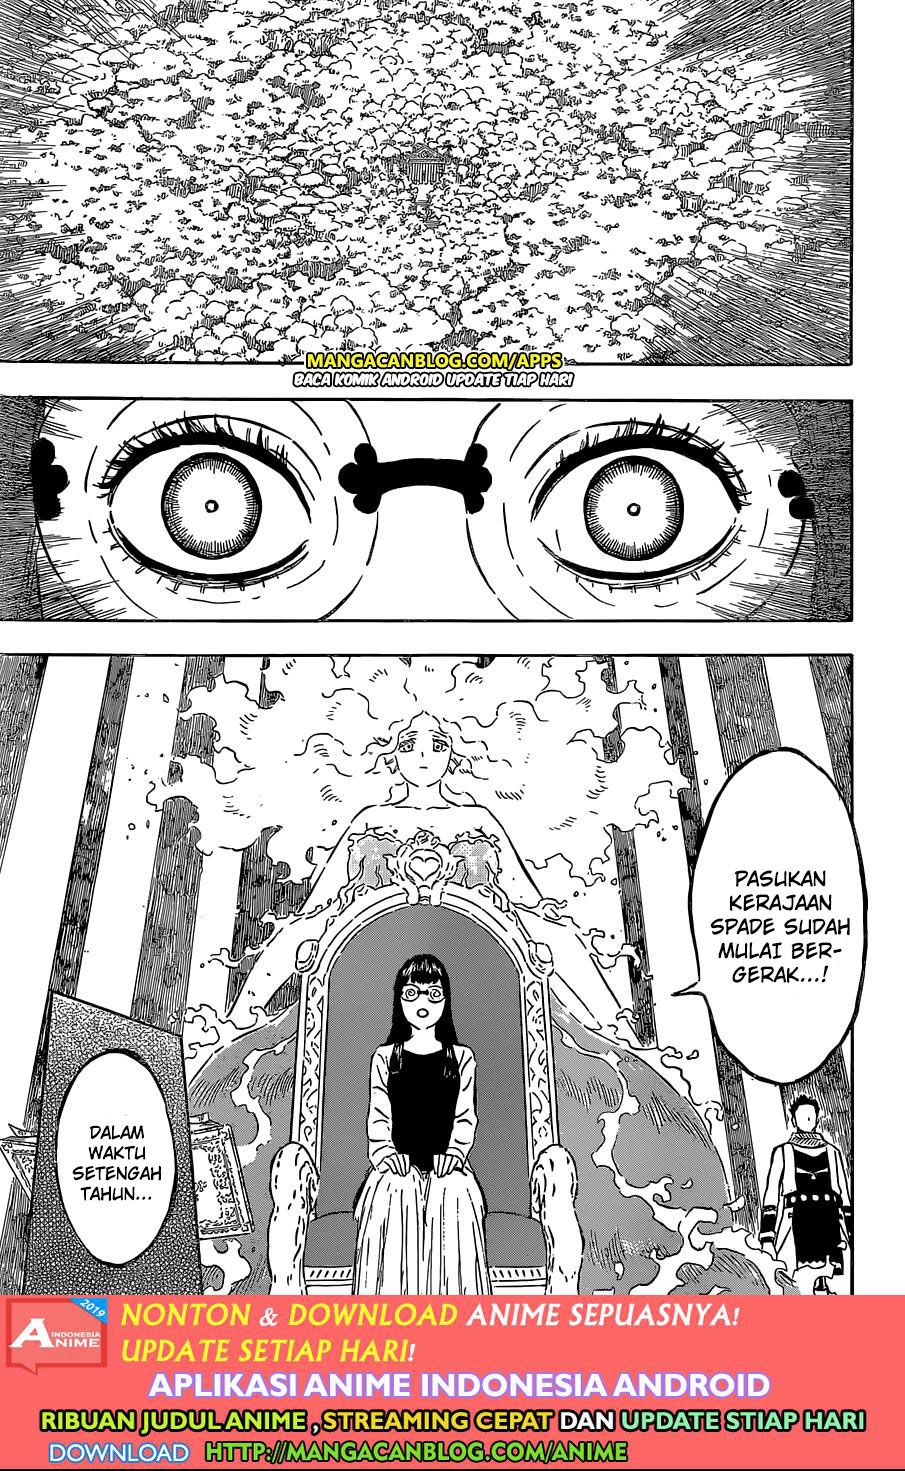 MANGACANBLOG.COM/APPS
BACA KOMIK ANDROID UPDATE TIAP HARI
PASUKAN
KERAJAAN
SPADE SUDAH
MULAI BER-
GERAK...!
DALAM
WAKTU
SETENGAH
TAHUN...
2019
INDONESIA
ANIME
NONTON & DOWNLOAD ANIME SEPUASNYA!
UPDATE SETIAP HARI!
APLIKASI ANIME INDONESIA ANDROID
RIBUAN JUDUL ANIME , STREAMING CEPAT DAN UPDATE STIAP HARI
DOWNLOAD HTTP://MANGACANBLOG.COM/ANIME